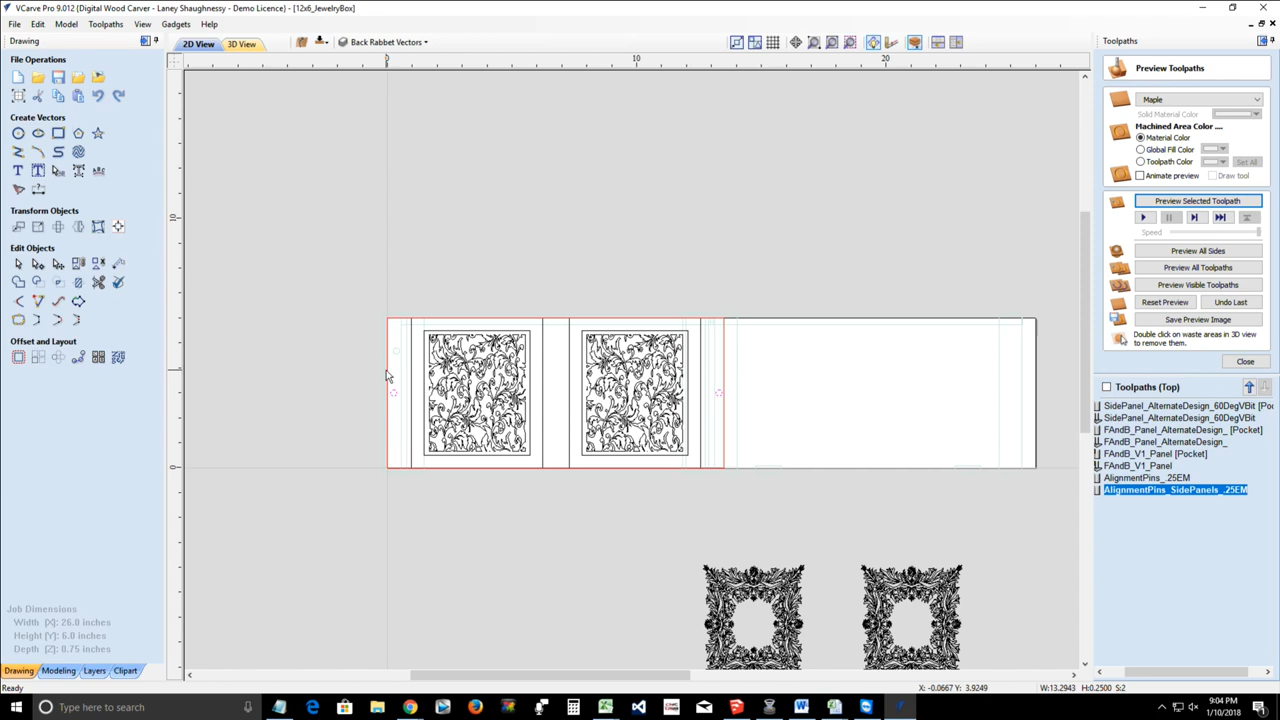 VCarve Pro 9.012 {Digital Wood Carver - Laney Shaughnessy - Demo Licence} - [12x6_JewelryBox]
File Edit Model Toolpaths View Gadgets Help
Drawing
2D View 3D View
Back Rabbet Vectors
File Operations
Create Vectors
Transform Objects
Edit Objects
Offset and Layout
Job Dimensions
Width (X): 26.0 inches
Height (Y): 6.0 inches
Depth (Z): 0.75 inches
Drawing Modeling Layers Clipart
0 10 20
10
0
Toolpaths
Preview Toolpaths
Maple
Solid Material Color
Machined Area Color ....
Material Color
Global Fill Color
Toolpath Color Set All
Animate preview Draw tool
Preview Selected Toolpath
Speed
Preview All Sides
Preview All Toolpaths
Preview Visible Toolpaths
Reset Preview Undo Last
Save Preview Image
Double click on waste areas in 3D view
to remove them.
Close
Toolpaths (Top)
SidePanel_AlternateDesign_60DegVBit [Poc
SidePanel_AlternateDesign_60DegVBit
FAndB_V1_AlternateDesign_ [Pocket]
FAndB_V1_AlternateDesign_
FAndB_V1_Panel [Pocket]
FAndB_V1_Panel
AlignmentPins_.25EM
AlignmentPins_SidePanels_.25EM
Ready
X: -0.0667 Y: 3.9249
W:13.2943 H:0.2500 S:2
Type here to search
9:04 PM
1/10/2018